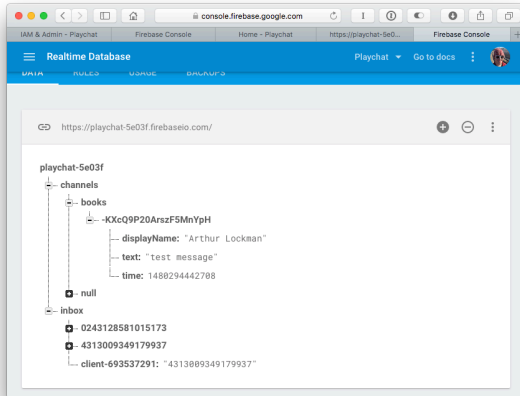 console.firebase.google.com
IAM & Admin - Playchat
Firebase Console
Home - Playchat
https://playchat-5e0...
Firebase Console
Realtime Database
Playchat
Go to docs
DATA RULES USAGE BACKUPS
https://playchat-5e03f.firebaseio.com/
playchat-5e03f
channels
books
-KXcQ9P20ArszF5MnYpH
displayName: "Arthur Lockman"
text: "test message"
time: 1480294442708
null
inbox
0243128581015173
4313009349179937
client-693537291: "4313009349179937"